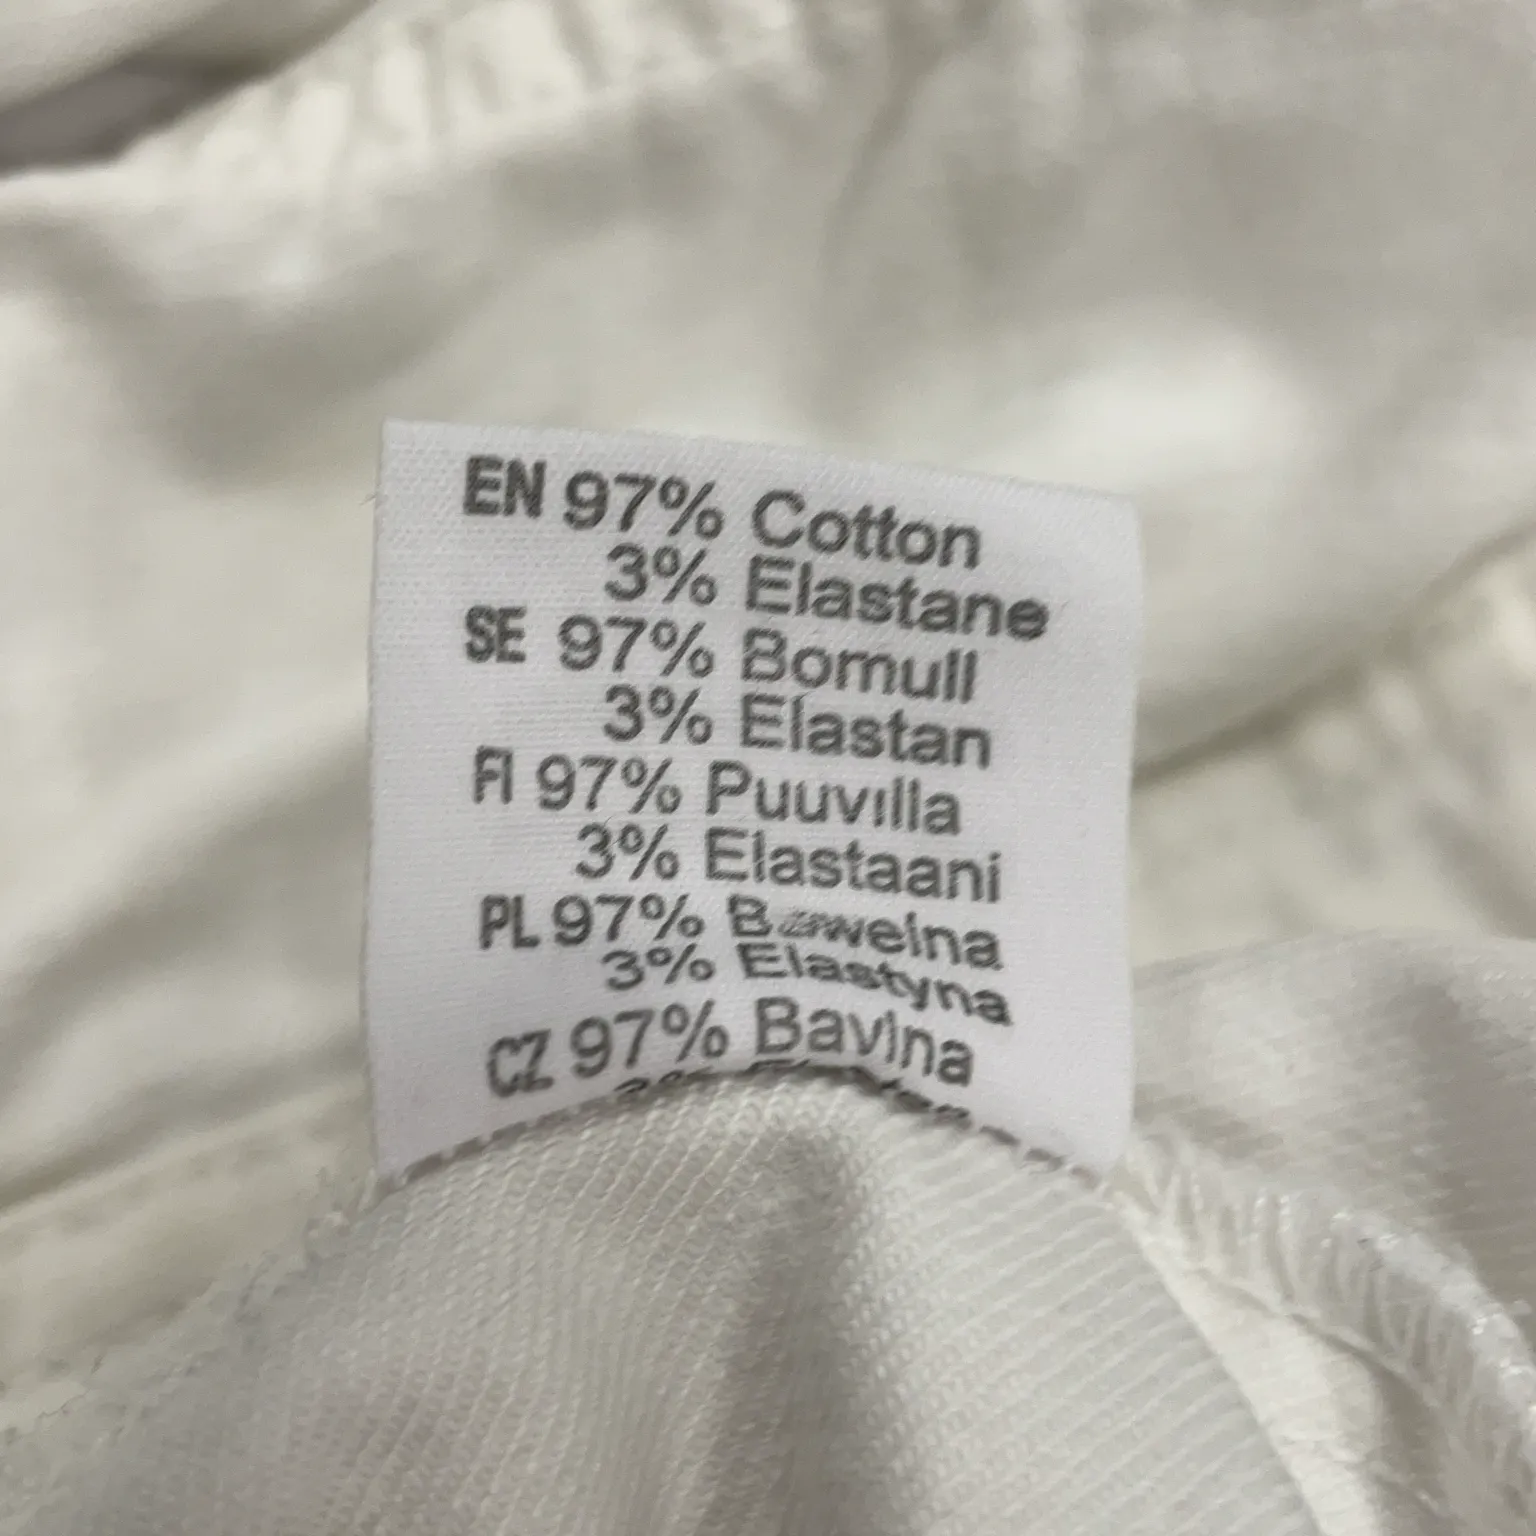 EN 97% Cotton
3% Elastane
SE 97% Bomull
3% Elastan
FI 97% Puuvilla
3% Elastaani
PL 97% Bawełna
3% Elastyna
CZ 97% Bavlna
3%